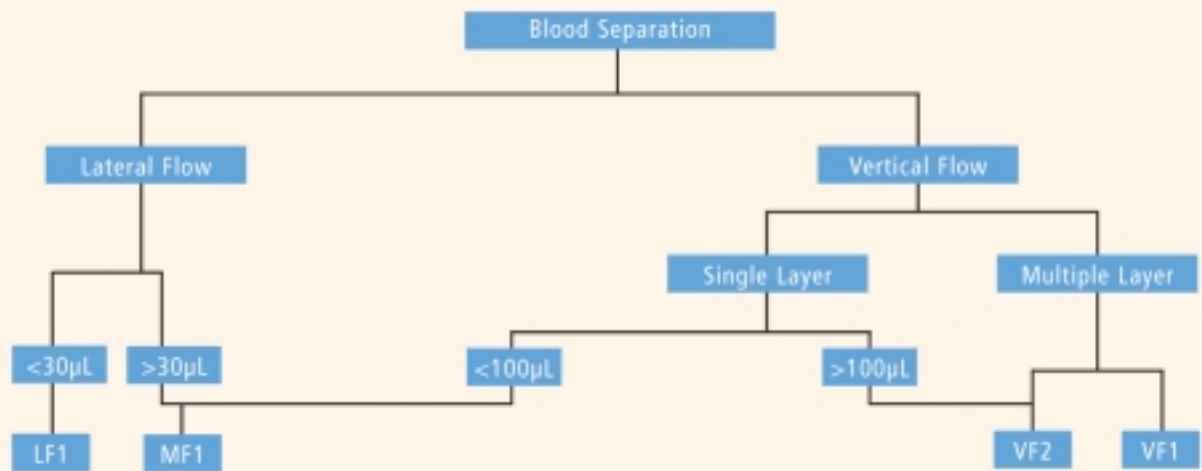 Blood Separation
Lateral Flow
Vertical Flow
Single Layer
Multiple Layer
<30µL
>30µL
<100µL
>100µL
LF1
MF1
VF2
VF1